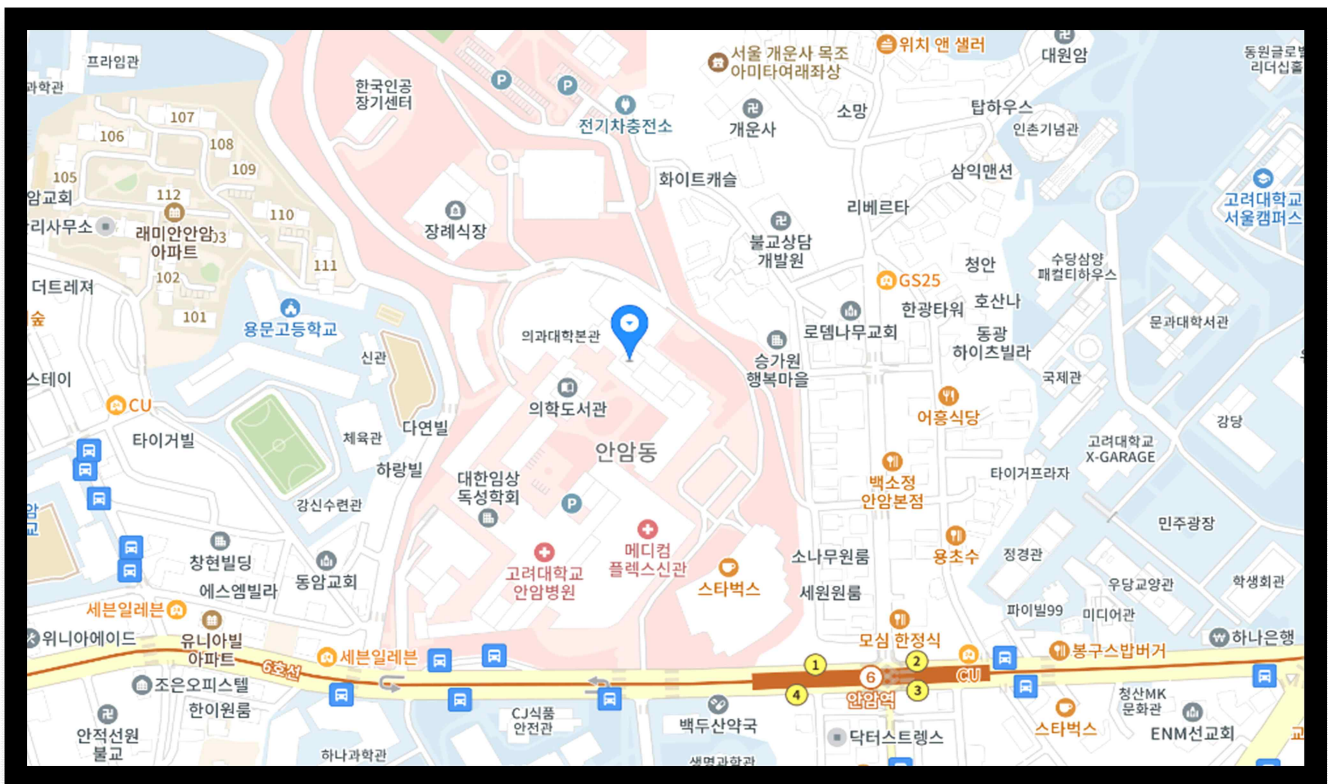 프라임관
과학관
한국인공
장기센터
P
P
전기차충전소
서울 개운사 목조
아미타여래좌상
위치 앤 샐러
대원암
리더십홀
107
106
108
109
105
112
110
암교회
래미안안암
아파트
102
111
101
더트레져
숲
장례식장
개운사
소망
탑하우스
인촌기념관
화이트캐슬
삼익맨션
고려대학교
서울캠퍼스
리베르타
불교상담
개발원
청안
수당삼양
패컬티하우스
GS25
한광타워
호산나
용문고등학교
신관
의과대학본관
로뎀나무교회
동광
하이츠빌라
문과대학서관
승가원
행복마을
국제관
스테이
CU
의학도서관
어흥식당
강당
타이거빌
체육관
다연빌
안암동
고려대학교
X-GARAGE
하랑빌
대한임상
독성학회
백소정
안암본점
타이거프라자
강신수련관
P
민주광장
창현빌딩
동암교회
고려대학교
안암병원
메디컴
플렉스신관
스타벅스
소나무원룸
용초수
정경관
에스엠빌라
세원원룸
우당교양관
학생회관
세븐일레븐
파이빌99
미디어관
위니아에이드
유니아빌
아파트
세븐일레븐
모심 한정식
봉구스밥버거
하나은행
6호선
1
2
6
CU
4
3
안암역
조은오피스텔
한이원룸
안적선원
불교
하나과학관
CJ식품
안전관
백두산약국
생명과학관
닥터스트렝스
스타벅스
청산MK
문화관
ENM선교회